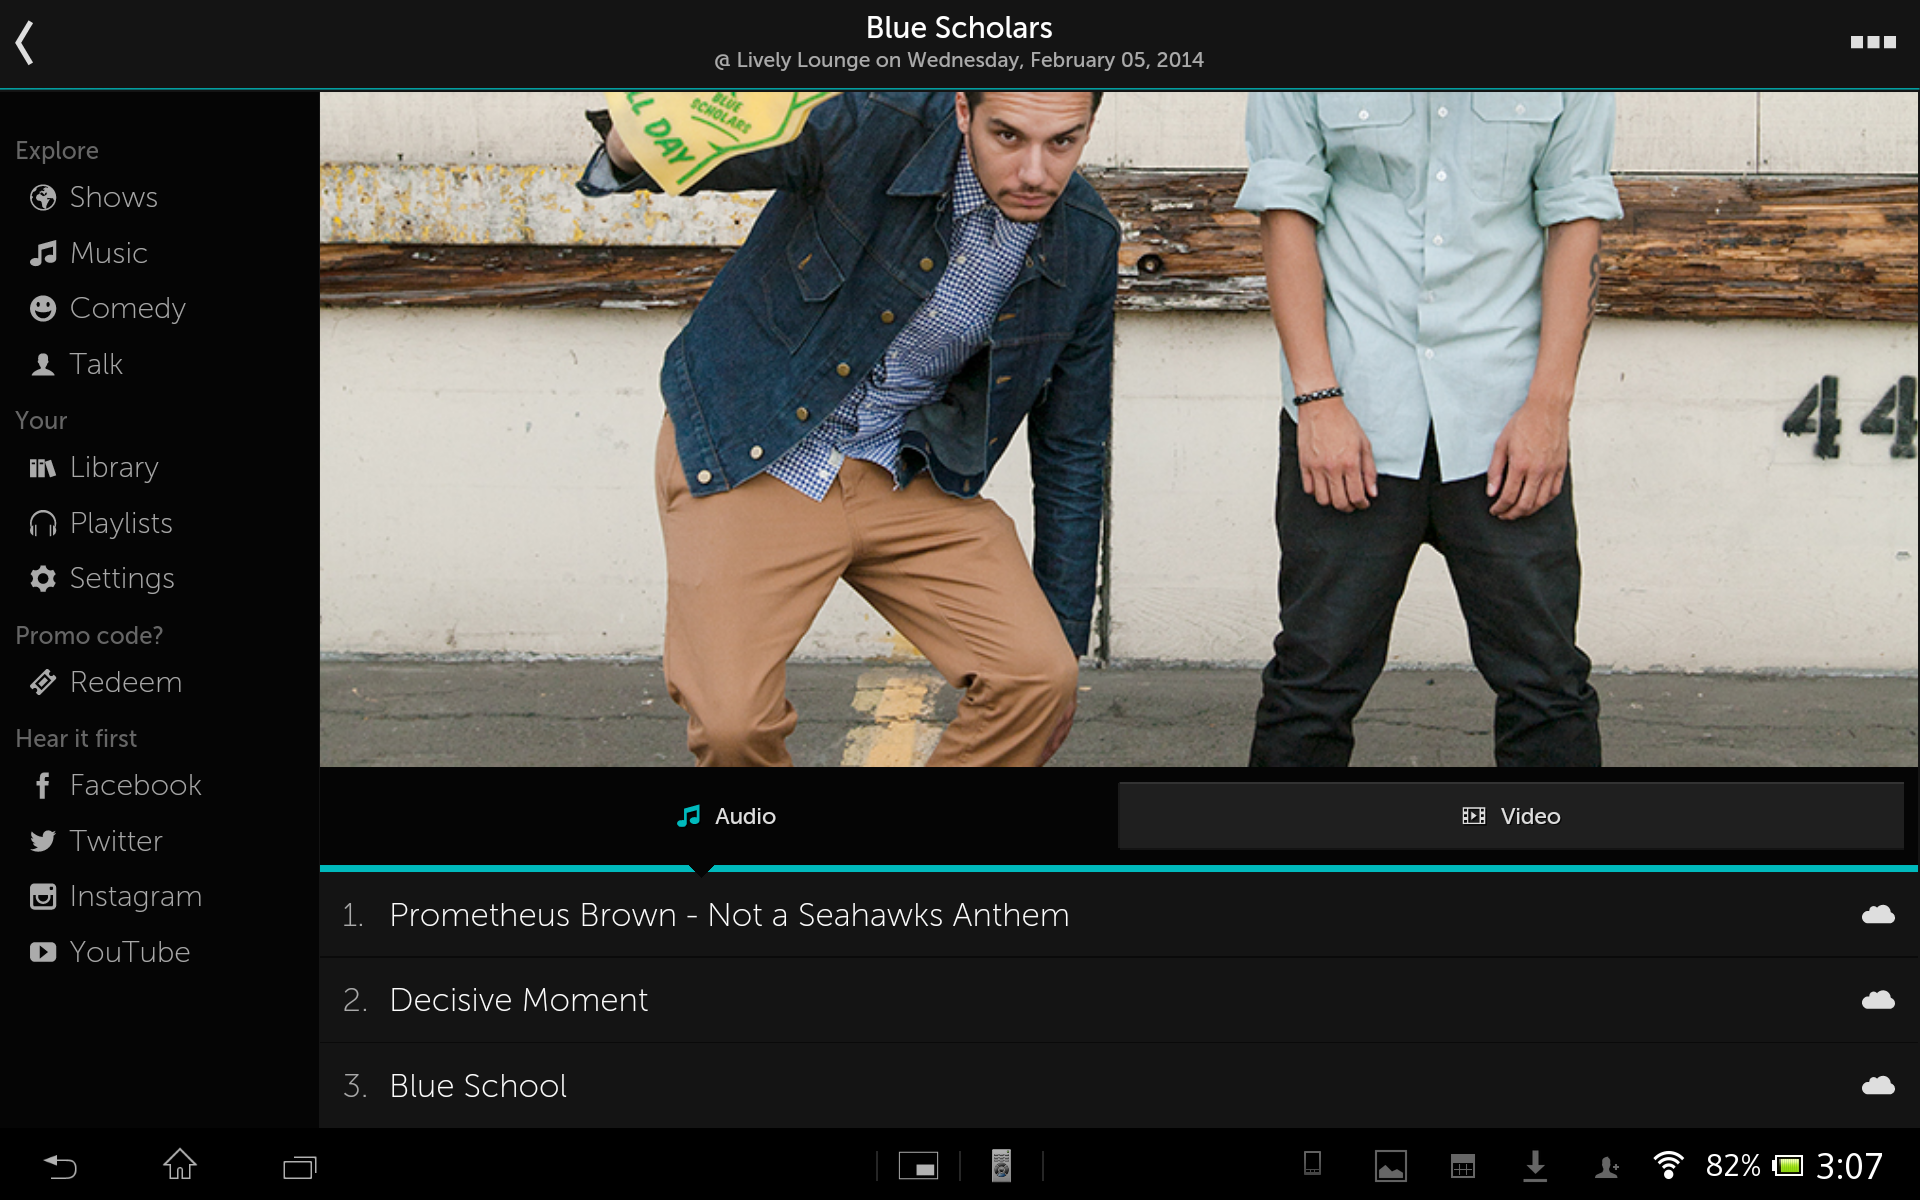 Blue Scholars
@ Lively Lounge on Wednesday, February 05, 2014
Explore
Shows
Music
Comedy
Talk
Your
Library
Playlists
Settings
Promo code?
Redeem
Hear it first
Facebook
Twitter
Instagram
YouTube
BLUE
SCHOLARS
LL DAY
44
Audio
Video
1. Prometheus Brown - Not a Seahawks Anthem
2. Decisive Moment
3. Blue School
82%
3:07